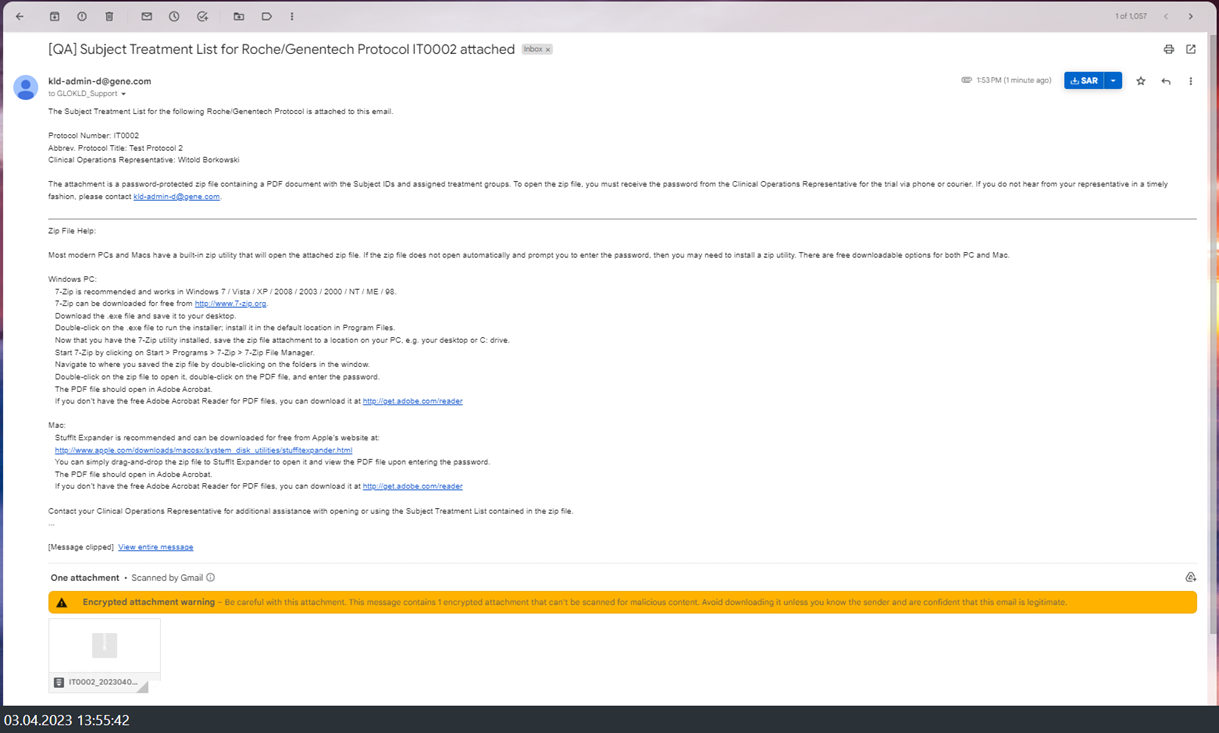 1 of 1,057
[QA] Subject Treatment List for Roche/Genentech Protocol IT0002 attached Inbox ×
kld-admin-d@gene.com
1:53 PM (1 minute ago)
SAR
to GLOKLD_Support
The Subject Treatment List for the following Roche/Genentech Protocol is attached to this email.
Protocol Number: IT0002
Abbrev. Protocol Title: Test Protocol 2
Clinical Operations Representative: Witold Borkowski
The attachment is a password-protected zip file containing a PDF document with the Subject IDs and assigned treatment groups. To open the zip file, you must receive the password from the Clinical Operations Representative for the trial via phone or courier. If you do not hear from your representative in a timely
fashion, please contact kld-admin-d@gene.com.
Zip File Help:
Most modern PCs and Macs have a built-in zip utility that will open the attached zip file. If the zip file does not open automatically and prompt you to enter the password, then you may need to install a zip utility. There are free downloadable options for both PC and Mac.
Windows PC:
7-Zip is recommended and works in Windows 7 / Vista / XP / 2008 / 2003 / 2000 / NT / ME / 98.
7-Zip can be downloaded for free from http://www.7-zip.org.
Download the .exe file and save it to your desktop.
Double-click on the .exe file to run the installer; install it in the default location in Program Files.
Now that you have the 7-Zip utility installed, save the zip file attachment to a location on your PC, e.g. your desktop or C: drive.
Start 7-Zip by clicking on Start > Programs > 7-Zip > 7-Zip File Manager.
Navigate to where you saved the zip file by double-clicking on the folders in the window.
Double-click on the zip file to open it, double-click on the PDF file, and enter the password.
The PDF file should open in Adobe Acrobat.
If you don't have the free Adobe Acrobat Reader for PDF files, you can download it at http://get.adobe.com/reader
Mac:
StuffIt Expander is recommended and can be downloaded for free from Apple's website at:
http://www.apple.com/downloads/macosx/system_disk_utilities/stuffitexpander.html
You can simply drag-and-drop the zip file to StuffIt Expander to open it and view the PDF file upon entering the password.
The PDF file should open in Adobe Acrobat.
If you don't have the free Adobe Acrobat Reader for PDF files, you can download it at http://get.adobe.com/reader
Contact your Clinical Operations Representative for additional assistance with opening or using the Subject Treatment List contained in the zip file.
...
[Message clipped] View entire message
One attachment • Scanned by Gmail
Encrypted attachment warning – Be careful with this attachment. This message contains 1 encrypted attachment that can't be scanned for malicious content. Avoid downloading it unless you know the sender and are confident that this email is legitimate.
IT0002_2023040...
03.04.2023 13:55:42